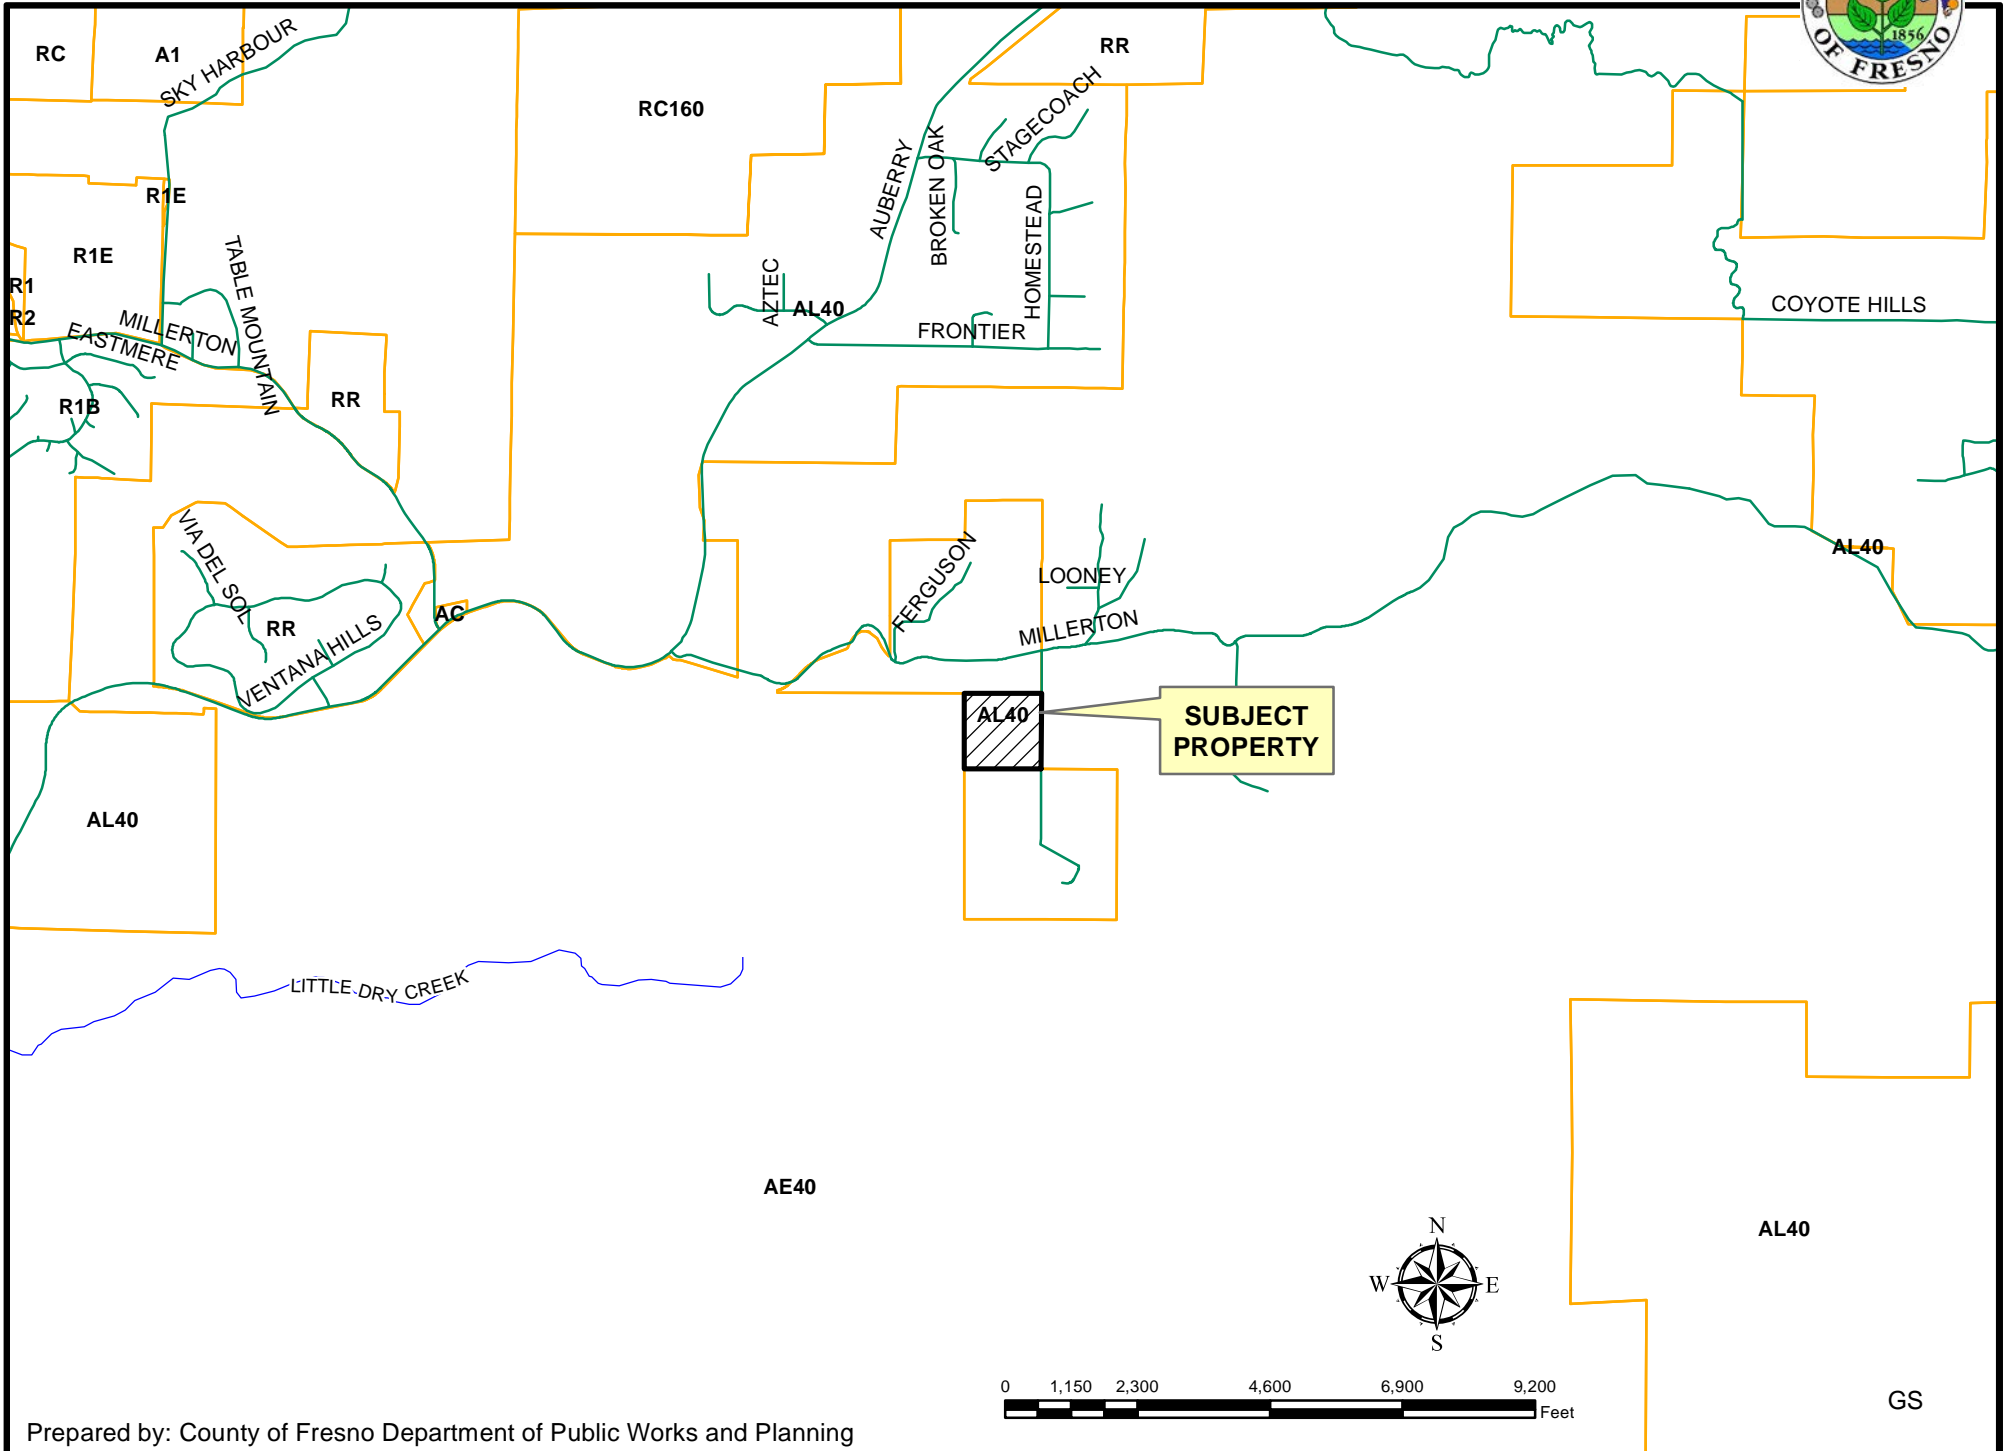 1856
OF FRESNO
RC
A1
SKY HARBOUR
RR
RC160
STAGECOACH
AUBERRY
BROKEN OAK
R1E
HOMESTEAD
R1E
TABLE MOUNTAIN
R1
AZTEC
AL40
COYOTE HILLS
R2
MILLERTON
EASTMERE
FRONTIER
RR
R1B
VIA DEL SOL
FERGUSON
AL40
LOONEY
AC
RR
MILLERTON
VENTANA HILLS
AL40
SUBJECT
PROPERTY
AL40
LITTLE DRY CREEK
AE40
AL40
N
W E
S
0 1,150 2,300 4,600 6,900 9,200
Feet
GS
Prepared by: County of Fresno Department of Public Works and Planning